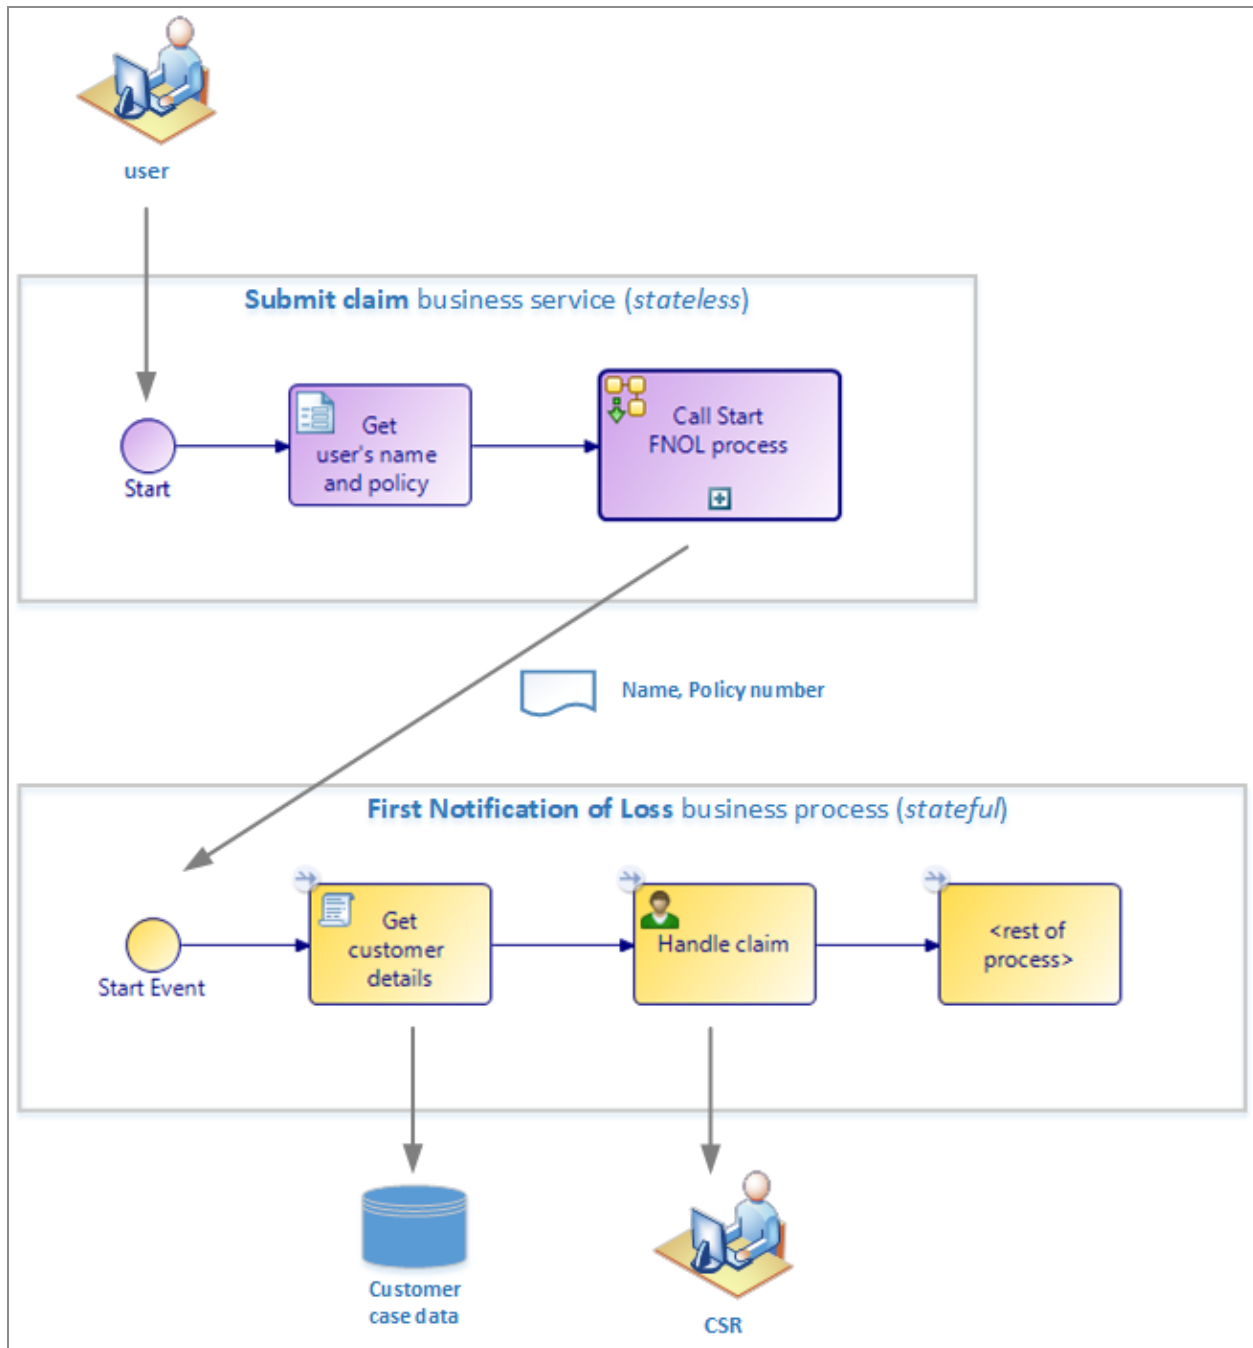 user
Submit claim business service (stateless)
Start
Get
user's name
and policy
Call Start
FNOL process
Name, Policy number
First Notification of Loss business process (stateful)
Start Event
Get
customer
details
Handle claim
<rest of
process>
Customer
case data
CSR